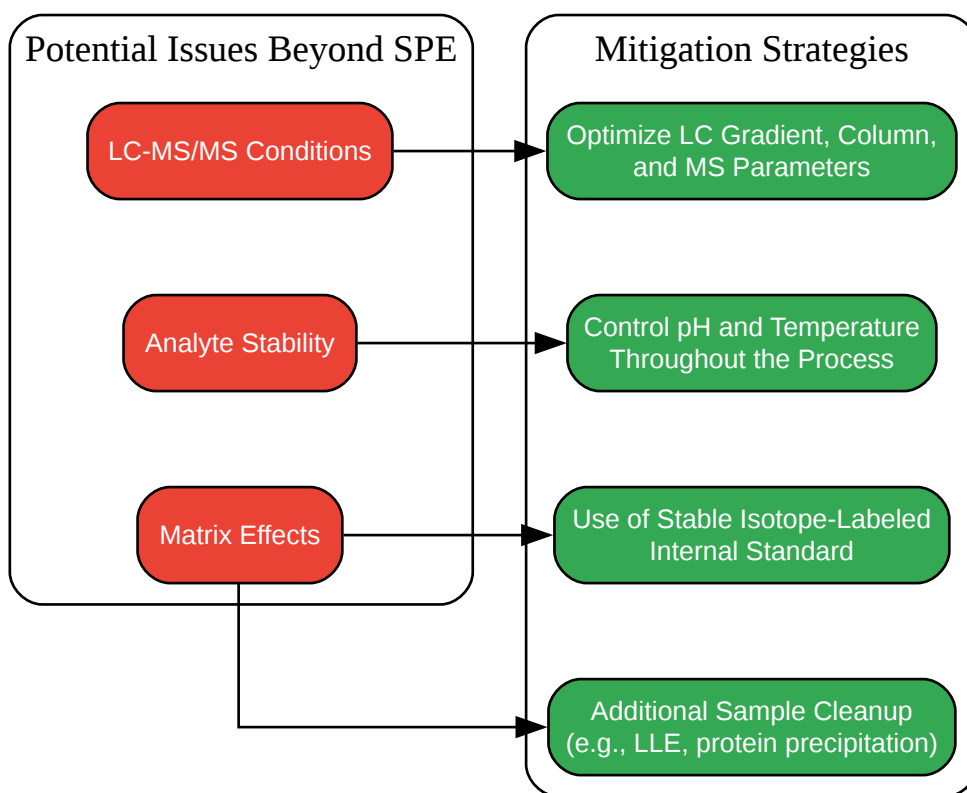 Potential Issues Beyond SPE
LC-MS/MS Conditions
Analyte Stability
Matrix Effects
Mitigation Strategies
Optimize LC Gradient, Column,
and MS Parameters
Control pH and Temperature
Throughout the Process
Use of Stable Isotope-Labeled
Internal Standard
Additional Sample Cleanup
(e.g., LLE, protein precipitation)